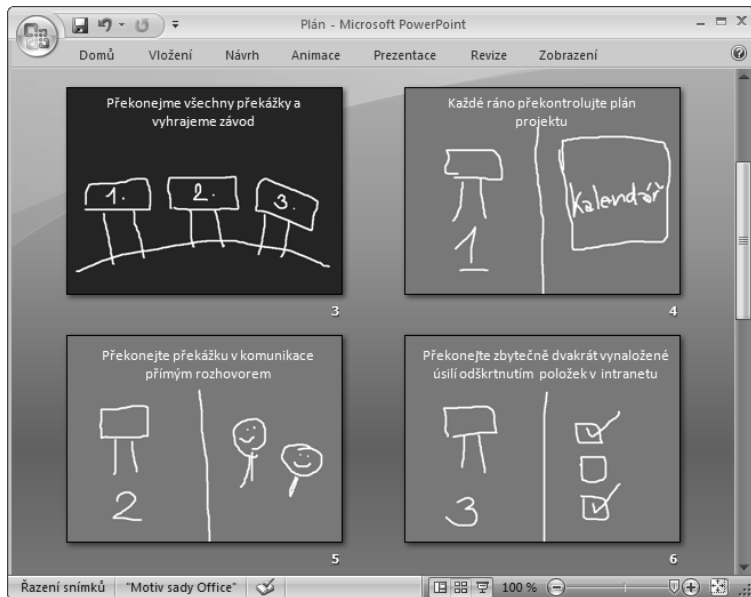 Plán - Microsoft PowerPoint
Domů Vložení Návrh Animace Prezentace Revize Zobrazení
Překonejme všechny překážky a
vyhrajeme závod
1. 2. 3.
3
Každé ráno překontrolujte plán
projektu
1
Kalendář
4
Překonejte překážku v komunikace
přímým rozhovorem
2
5
Překonejte zbytečně dvakrát vynaložené
úsilí odškrtnutím položek v intranetu
3
6
Řazení snímků "Motiv sady Office" 100 %